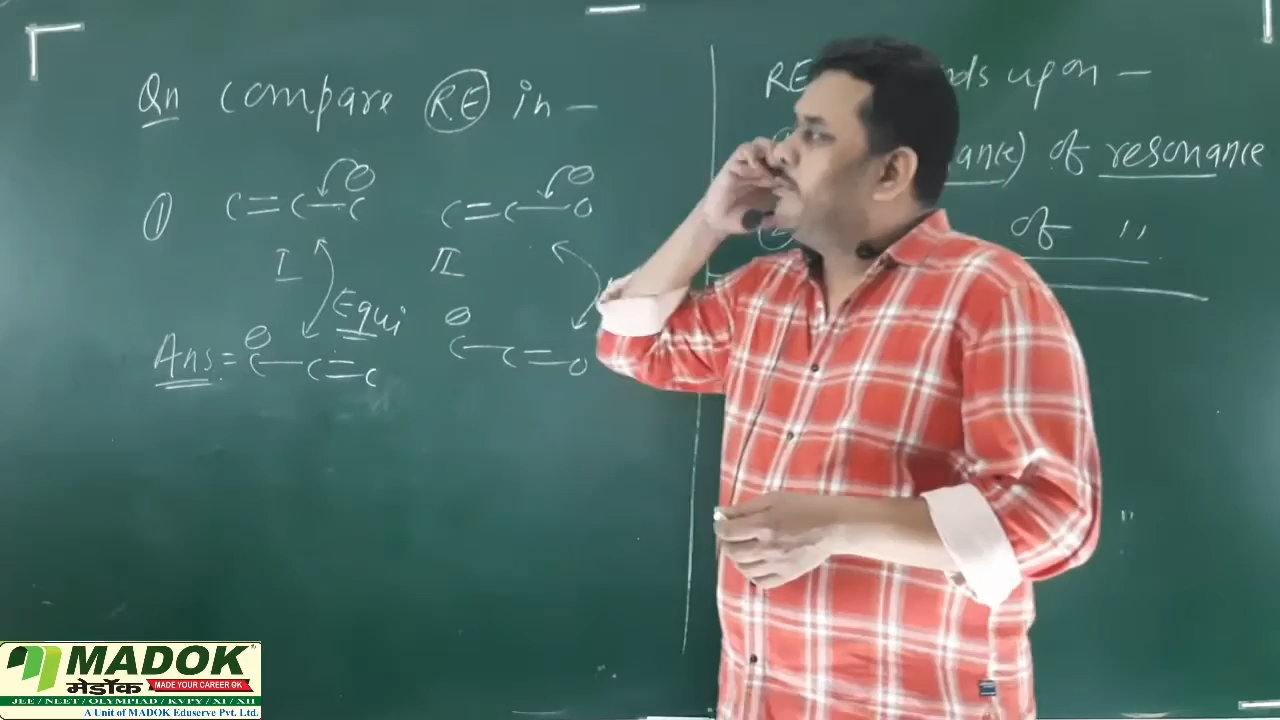 Qn compare RE in —
① C=C–C ⊖ C=C–O ⊖
I II
Equi
Ans = ⊖ C–C=C ⊖ C–C=O
RE nds upon —
ance) of resonance
of "
MADOK®
मेडॉक MADE YOUR CAREER OK
JEE / NEET / OLYMPIAD / KVPY / XI / XII
A Unit of MADOK Eduserve Pvt. Ltd.